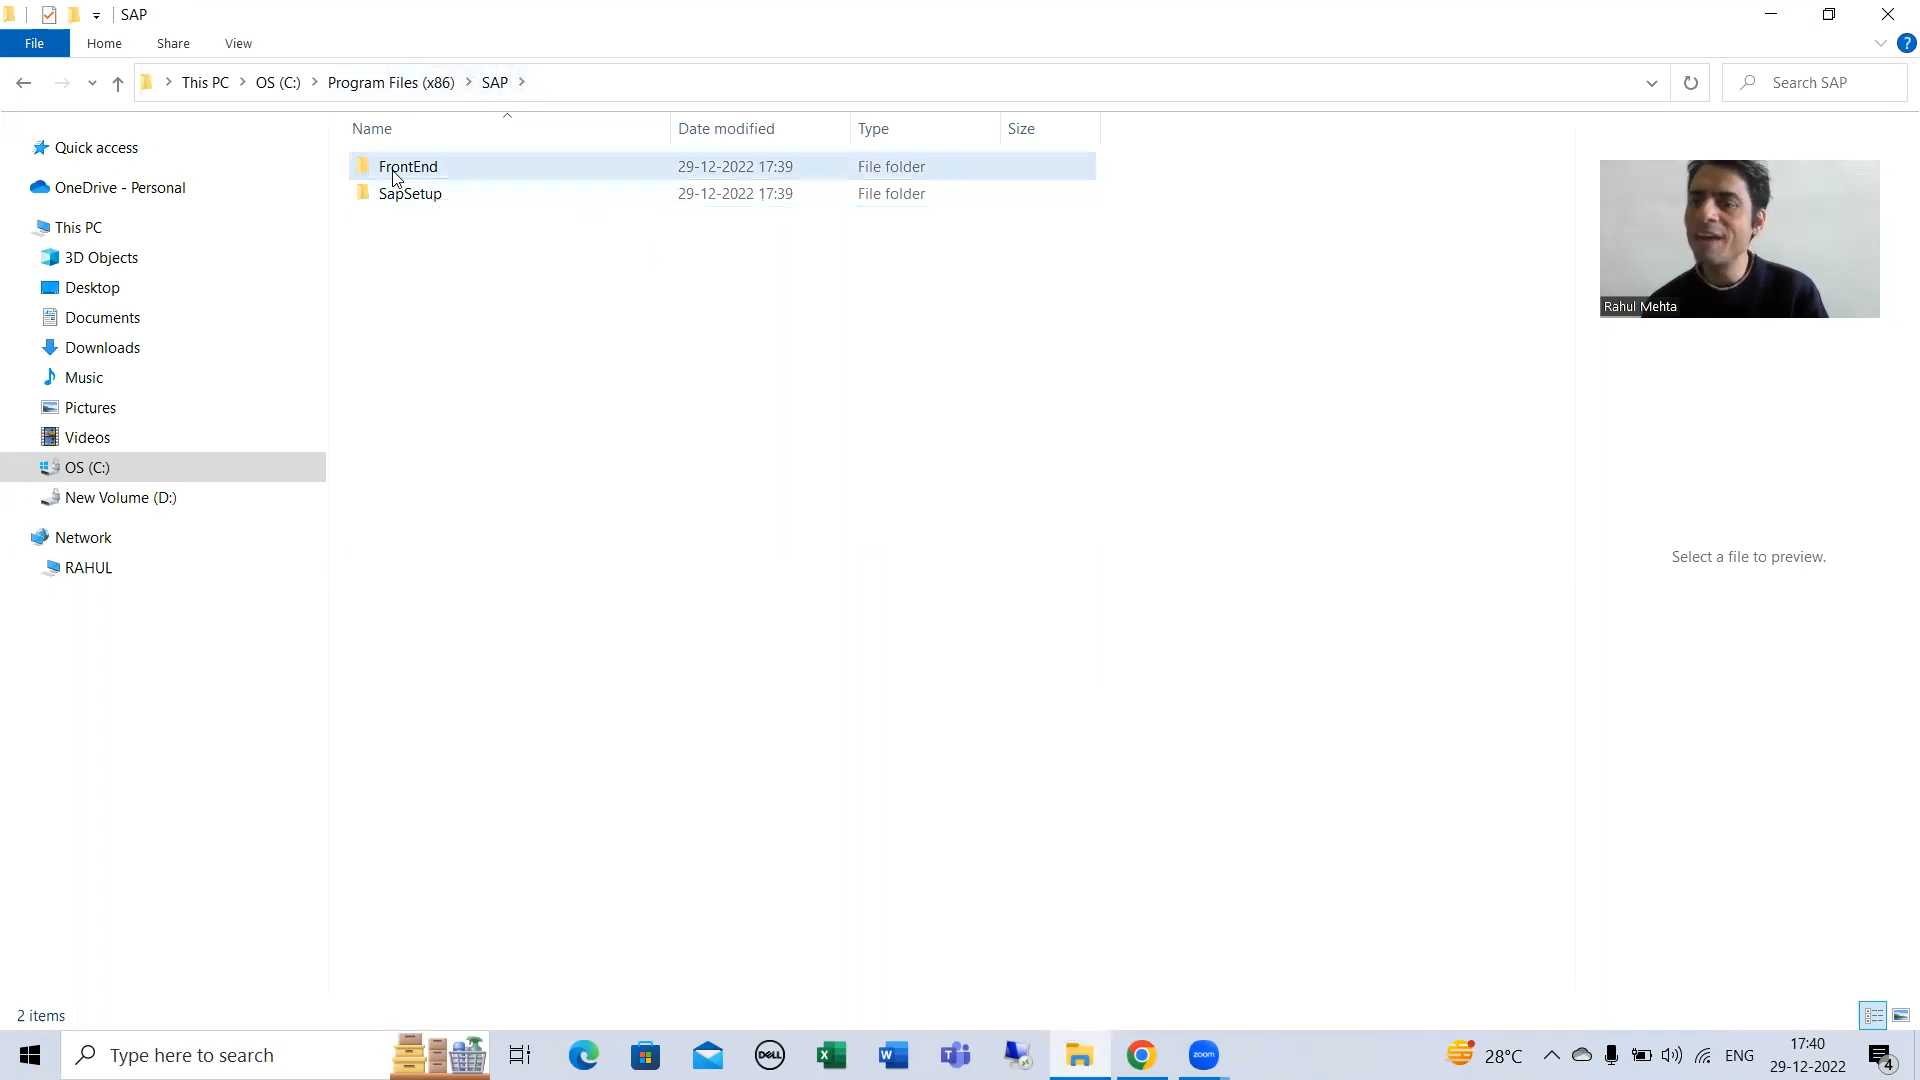 SAP
File Home Share View
This PC OS (C:) Program Files (x86) SAP
Search SAP
Name Date modified Type Size
FrontEnd 29-12-2022 17:39 File folder
SapSetup 29-12-2022 17:39 File folder
Quick access
OneDrive - Personal
This PC
3D Objects
Desktop
Documents
Downloads
Music
Pictures
Videos
OS (C:)
New Volume (D:)
Network
RAHUL
Rahul Mehta
Select a file to preview.
2 items
Type here to search
DELL
zoom
28°C
ENG
17:40
29-12-2022
4